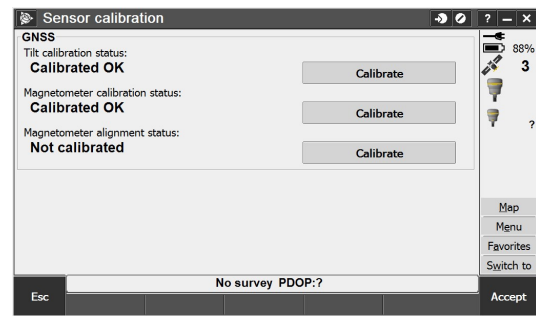 Sensor calibration
? – ×
GNSS
Tilt calibration status:
Calibrated OK
Calibrate
88%
3
Magnetometer calibration status:
Calibrated OK
Calibrate
?
Magnetometer alignment status:
Not calibrated
Calibrate
Map
Menu
Favorites
Switch to
No survey PDOP:?
Esc
Accept